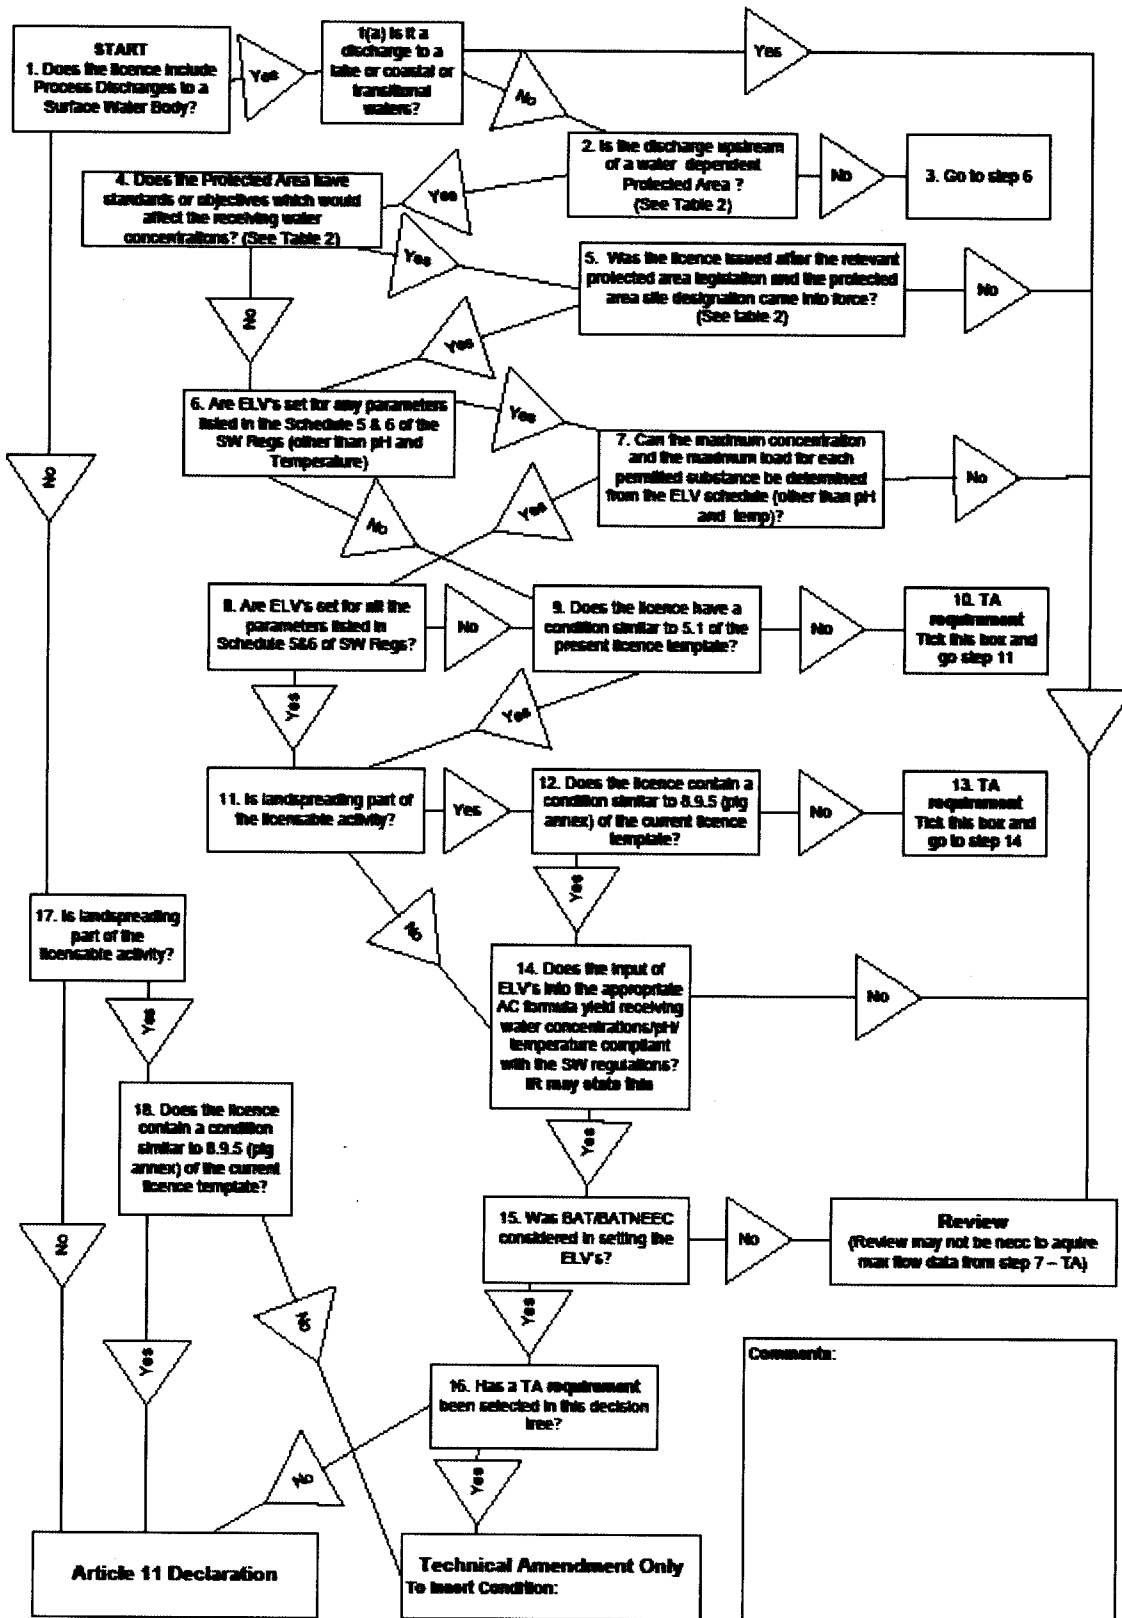 START
1. Does the licence include
Process Discharges to a
Surface Water Body?
Yes
1(a) Is it a
discharge to a
lake or coastal or
transitional
waters?
Yes
No
2. Is the discharge upstream
of a water dependent
Protected Area ?
(See Table 2)
No
3. Go to step 6
Yes
4. Does the Protected Area have
standards or objectives which would
affect the receiving water
concentrations? (See Table 2)
Yes
5. Was the licence issued after the relevant
protected area legislation and the protected
area site designation came into force?
(See table 2)
No
No
Yes
6. Are ELV's set for any parameters
listed in the Schedule 5 & 6 of the
SW Regs (other than pH and
Temperature)
Yes
7. Can the maximum concentration
and the maximum load for each
permitted substance be determined
from the ELV schedule (other than pH
and temp)?
No
No
Yes
No
8. Are ELV's set for all the
parameters listed in
Schedule 5&6 of SW Regs?
No
9. Does the licence have a
condition similar to 5.1 of the
present licence template?
No
10. TA
requirement
Tick this box and
go step 11
Yes
Yes
11. Is landspreading part of
the licensable activity?
Yes
12. Does the licence contain a
condition similar to 8.9.5 (pig
annex) of the current licence
template?
No
13. TA
requirement
Tick this box and
go to step 14
Yes
No
17. Is landspreading
part of the
licensable activity?
14. Does the input of
ELV's into the appropriate
AC formula yield receiving
water concentrations/pH/
temperature compliant
with the SW regulations?
IR may state this
No
Yes
18. Does the licence
contain a condition
similar to 8.9.5 (pig
annex) of the current
licence template?
Yes
15. Was BAT/BATNEEC
considered in setting the
ELV's?
No
Review
(Review may not be necc to aquire
max flow data from step 7 – TA)
No
No
Yes
Yes
Comments:
16. Has a TA requirement
been selected in this decision
tree?
No
Yes
Article 11 Declaration
Technical Amendment Only
To Insert Condition: